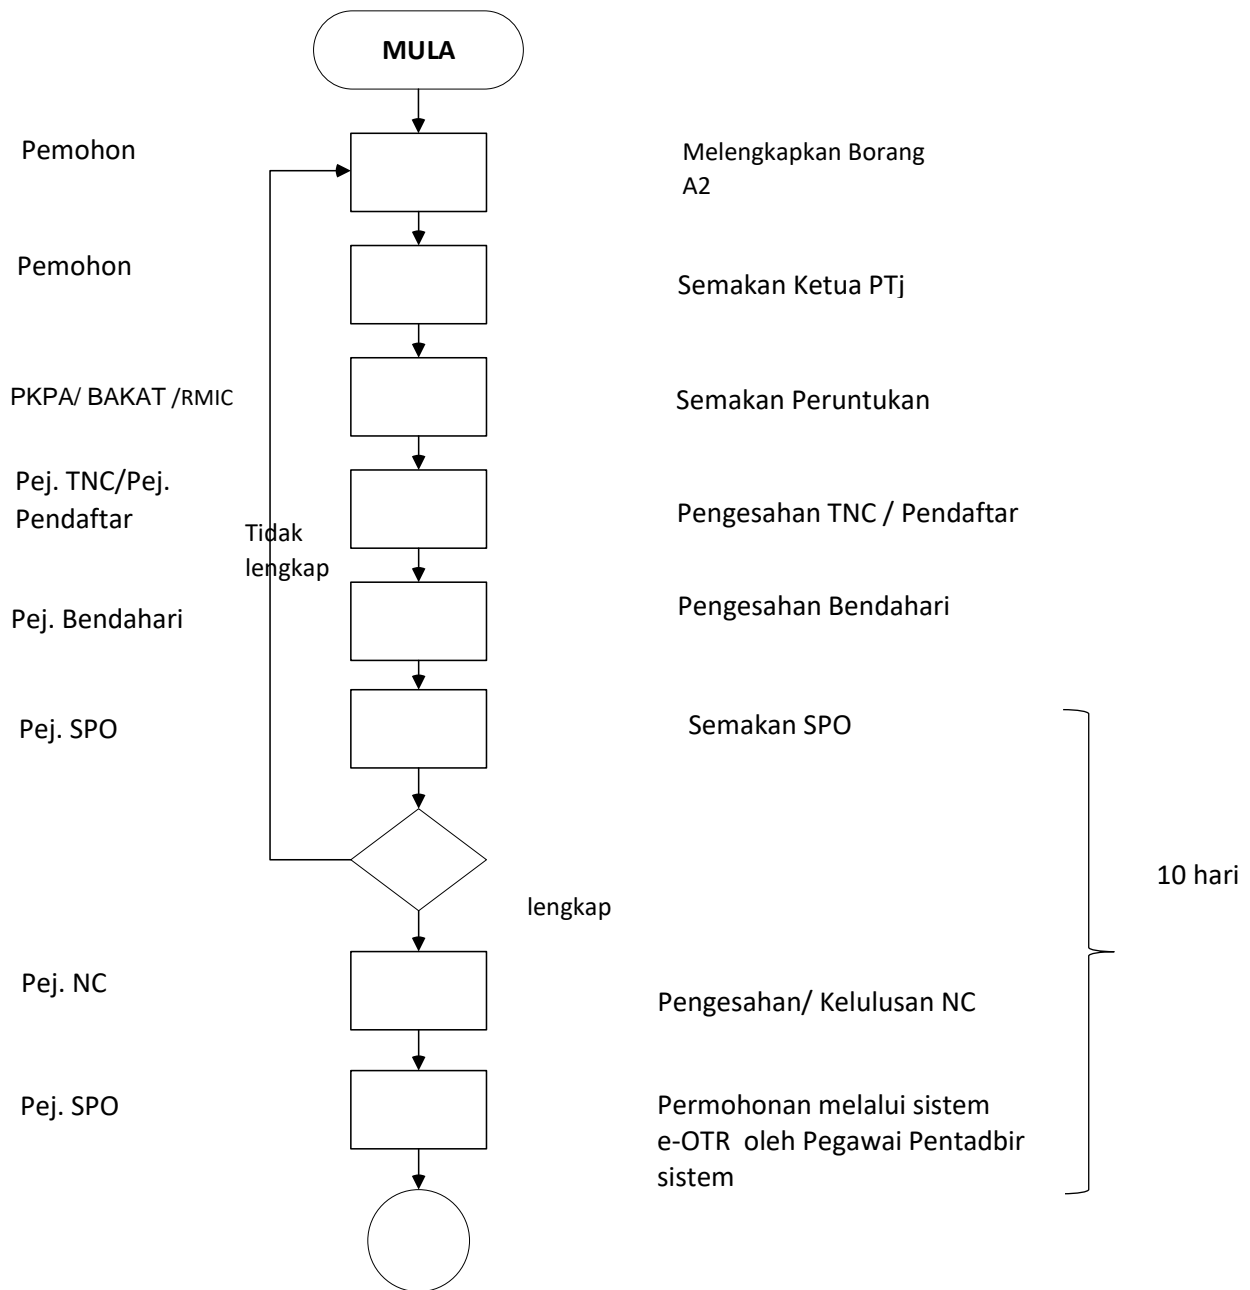 MULA
Pemohon
Melengkapkan Borang
A2
Pemohon
Semakan Ketua PTj
PKPA/ BAKAT /RMIC
Semakan Peruntukan
Pej. TNC/Pej.
Pendaftar
Pengesahan TNC / Pendaftar
Tidak
lengkap
Pej. Bendahari
Pengesahan Bendahari
Pej. SPO
Semakan SPO
10 hari
lengkap
Pej. NC
Pengesahan/ Kelulusan NC
Pej. SPO
Permohonan melalui sistem
e-OTR oleh Pegawai Pentadbir
sistem